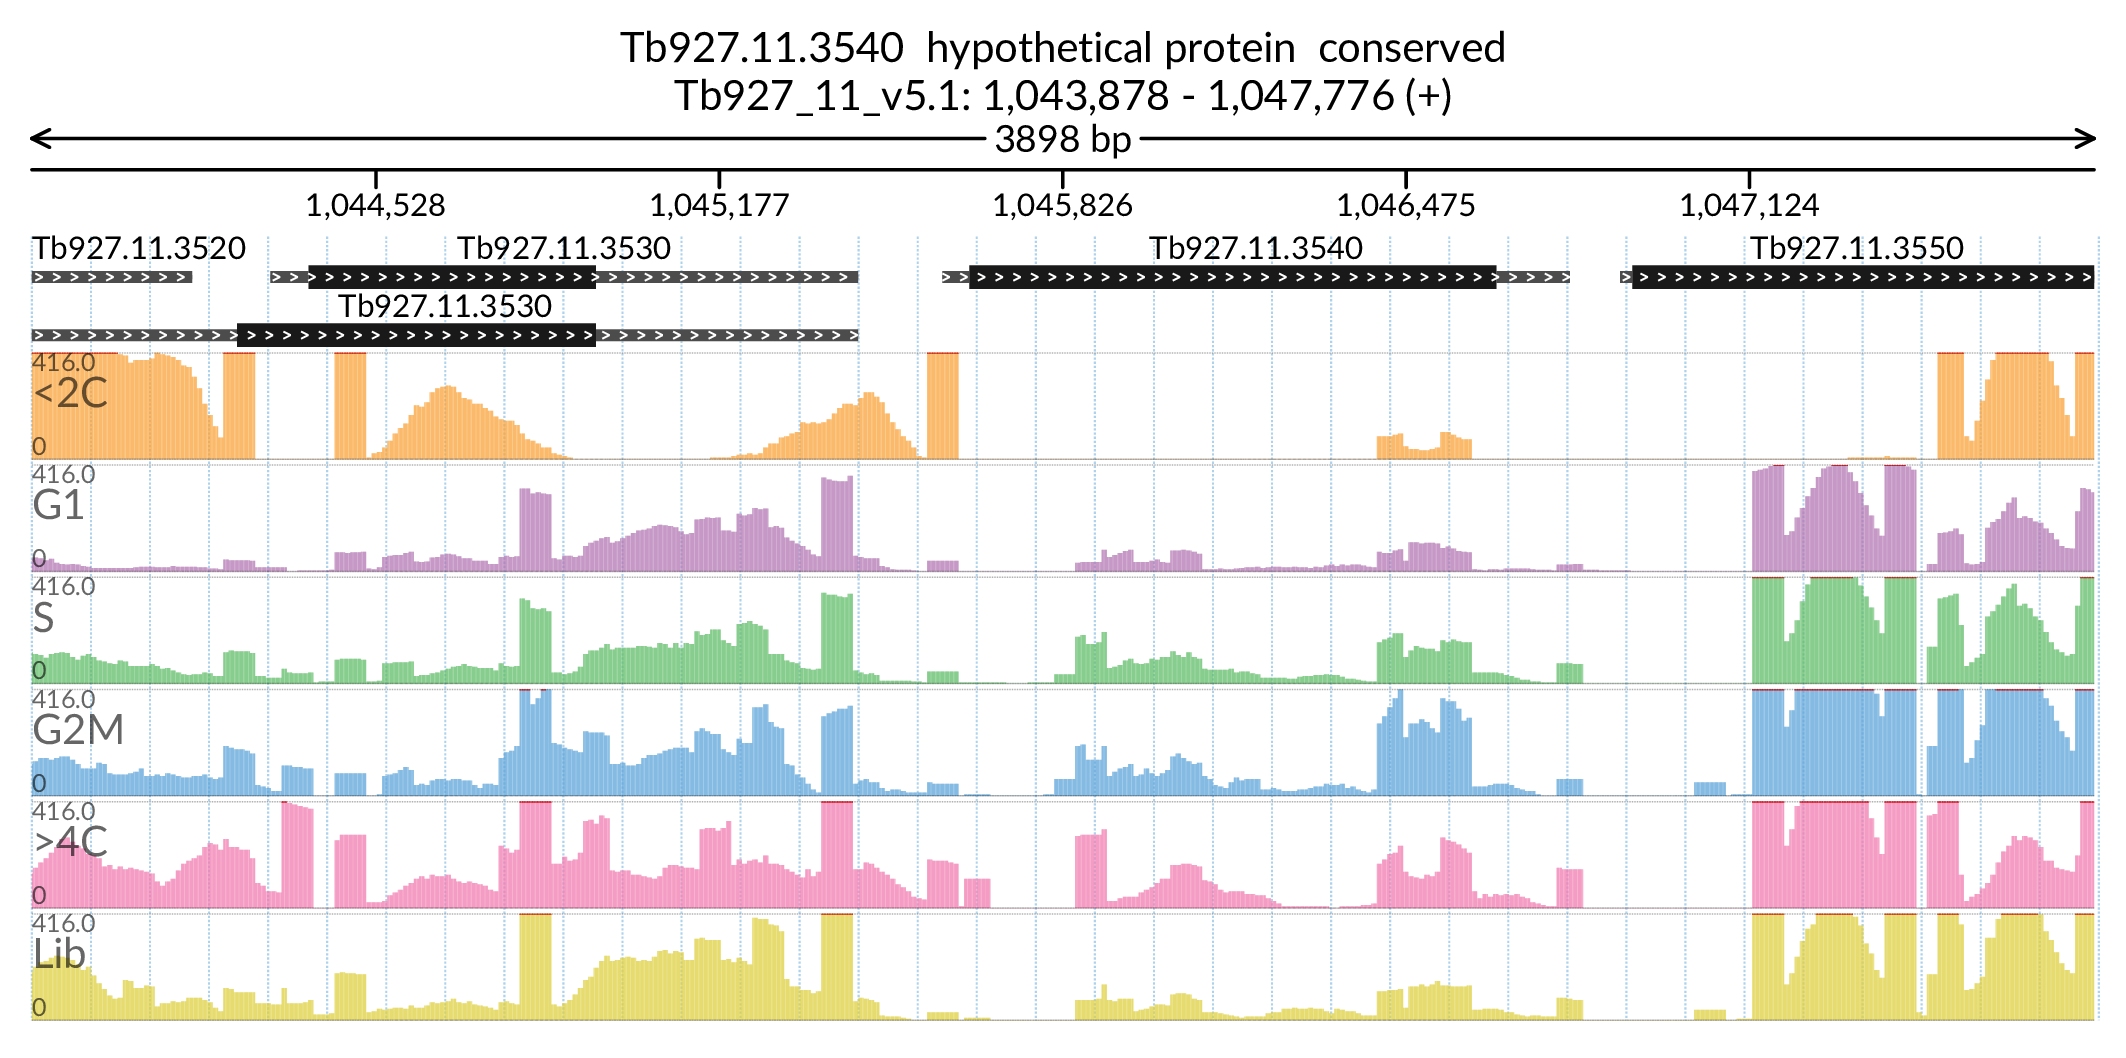 Tb927.11.3540  hypothetical protein  conserved
Tb927_11_v5.1: 1,043,878 - 1,047,776 (+)
3898 bp
1,044,528 1,045,177 1,045,826 1,046,475 1,047,124
Tb927.11.3520 Tb927.11.3530 Tb927.11.3540 Tb927.11.3550
Tb927.11.3530
416.0
<2C
0
416.0
G1
0
416.0
S
0
416.0
G2M
0
416.0
>4C
0
416.0
Lib
0